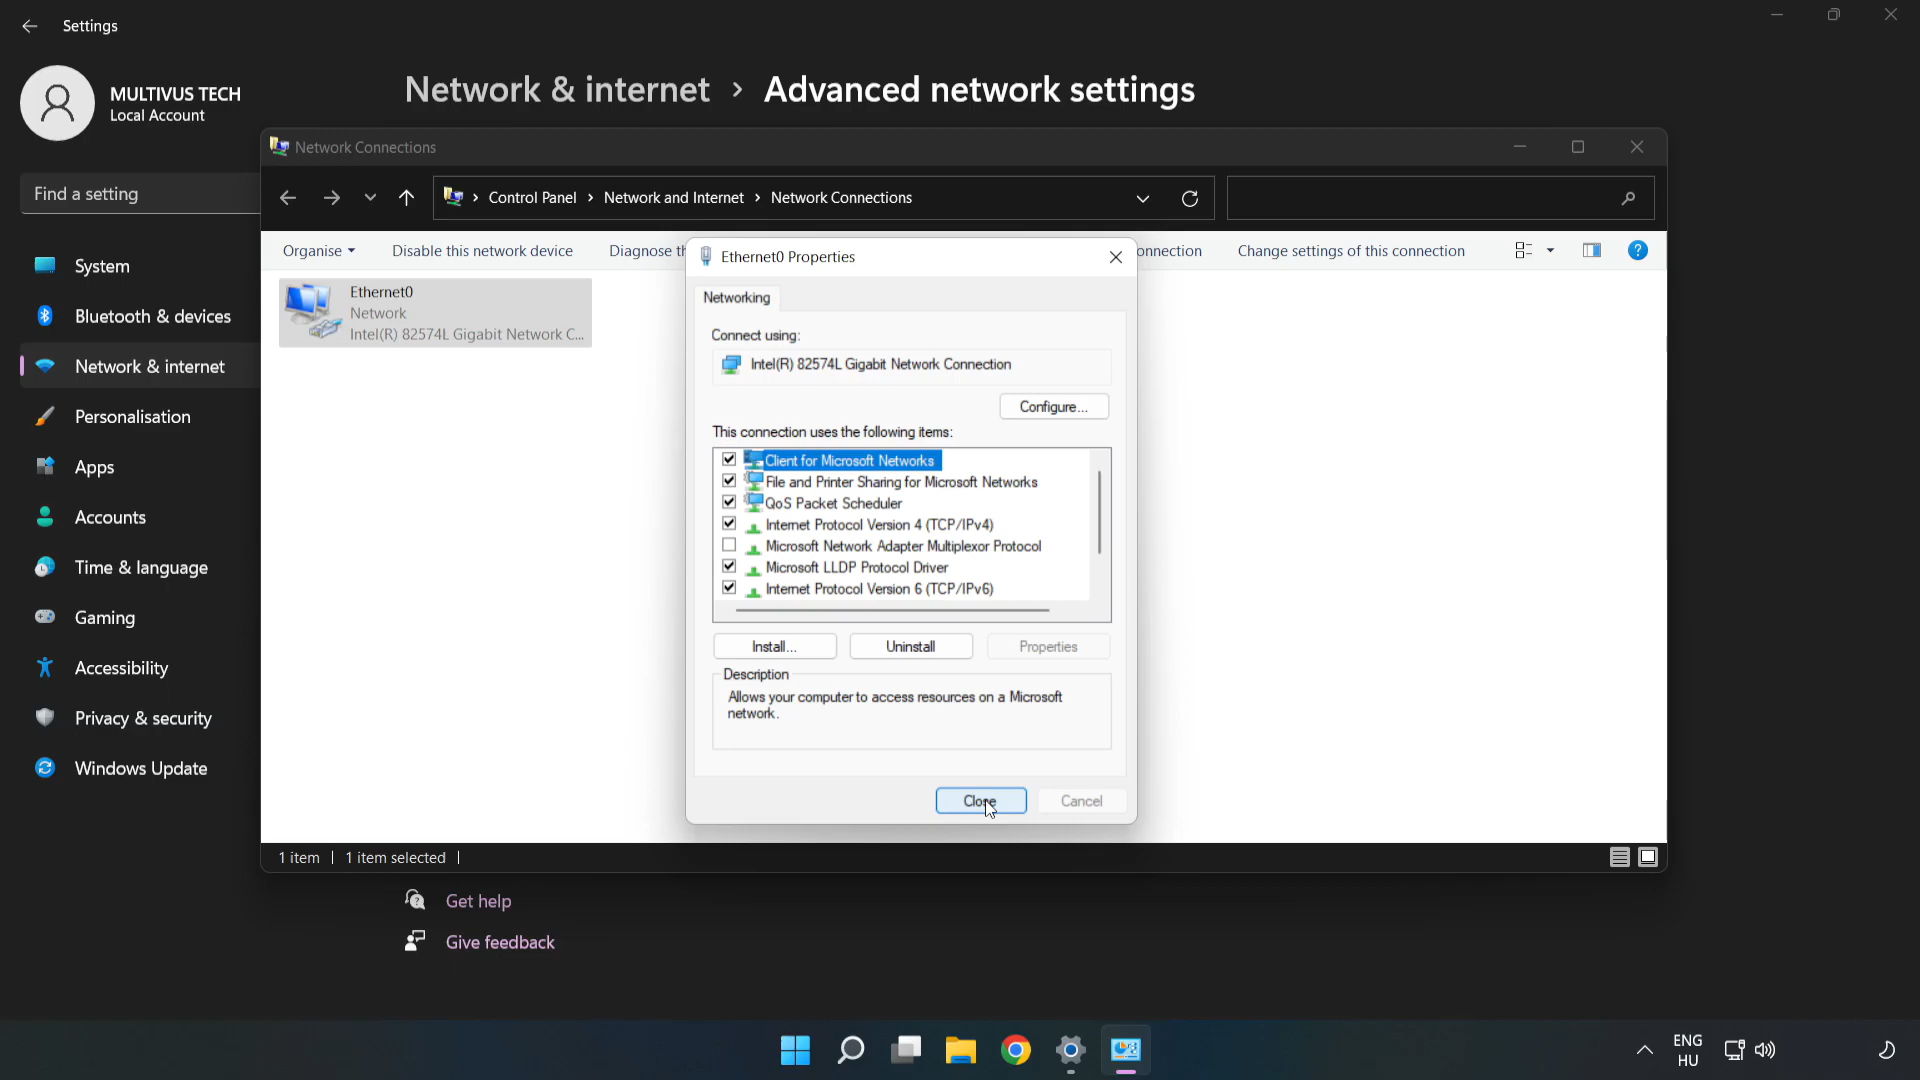 Settings
MULTIVUS TECH
Local Account
Network & internet > Advanced network settings
Find a setting
System
Bluetooth & devices
Network & internet
Personalisation
Apps
Accounts
Time & language
Gaming
Accessibility
Privacy & security
Windows Update
Network Connections
Control Panel > Network and Internet > Network Connections
Organise
Disable this network device
Diagnose th
onnection
Change settings of this connection
Ethernet0
Network
Intel(R) 82574L Gigabit Network C...
Ethernet0 Properties
Networking
Connect using:
Intel(R) 82574L Gigabit Network Connection
Configure...
This connection uses the following items:
Client for Microsoft Networks
File and Printer Sharing for Microsoft Networks
QoS Packet Scheduler
Internet Protocol Version 4 (TCP/IPv4)
Microsoft Network Adapter Multiplexor Protocol
Microsoft LLDP Protocol Driver
Internet Protocol Version 6 (TCP/IPv6)
Install...
Uninstall
Properties
Description
Allows your computer to access resources on a Microsoft
network.
Close
Cancel
1 item
1 item selected
Get help
Give feedback
ENG
HU